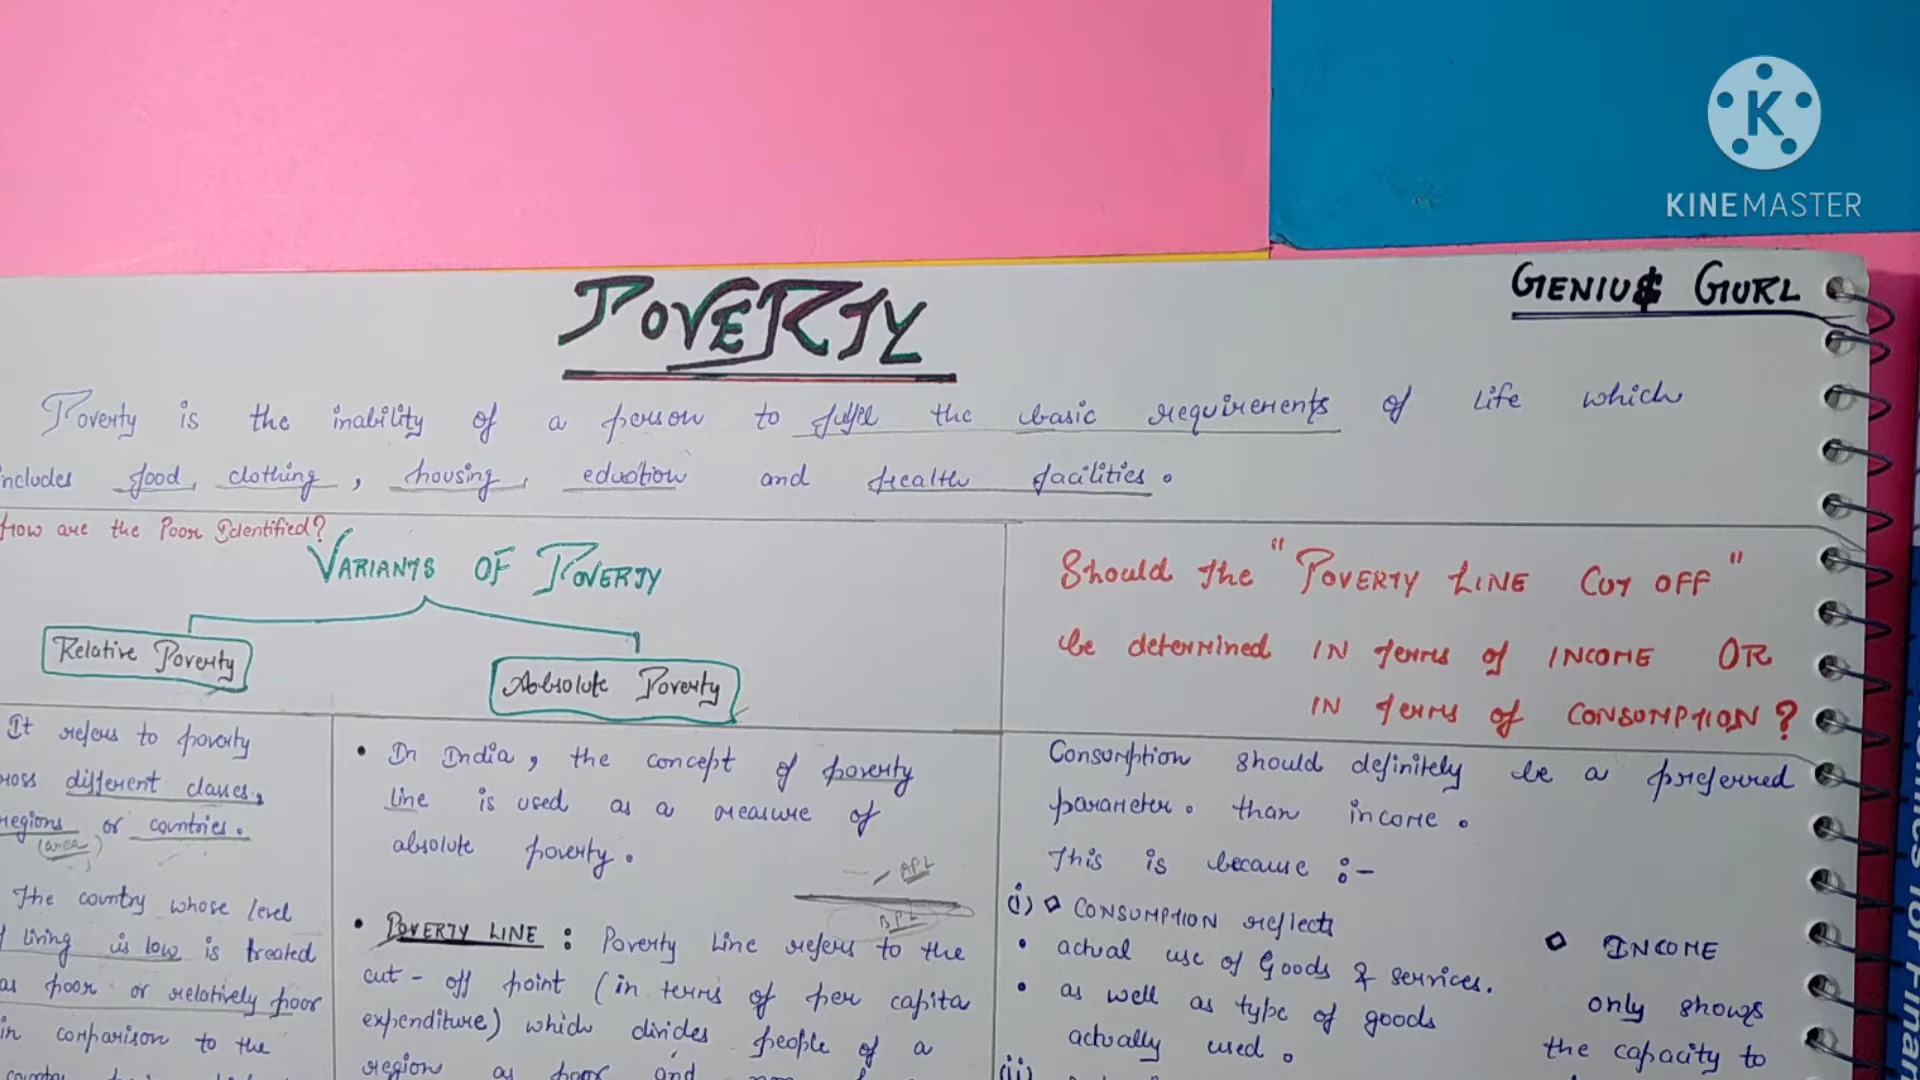 K
KINEMASTER
GENIU$ GURL
POVERTY
Poverty is the inability of a person to fulfil the basic requirements of life which
includes food, clothing, housing, eduction and health facilities.
How are the Poor Identified?
VARIANTS OF POVERTY
Relative Poverty
Absolute Poverty
It refers to poverty
ross different classes,
regions or countries.
(area)
The country whose level
f living is low is treated
as poor or relatively poor
in comparison to the
country
• In India, the concept of poverty
line is used as a measure of
absolute poverty.
APL
BPL
• POVERTY LINE : Poverty Line refers to the
cut-off point (in terms of per capita
expenditure) which divides people of a
region as poor and
Should the "POVERTY LINE CUT OFF"
be determined IN terms of INCOME OR
IN terms of CONSUMPTION?
Consumption should definitely be a preferred
parameter. than income.
This is because :-
(i) CONSUMPTION reflects
• actual use of Goods & services.
• as well as type of goods
actually used.
(ii)
INCOME
only shows
the capacity to